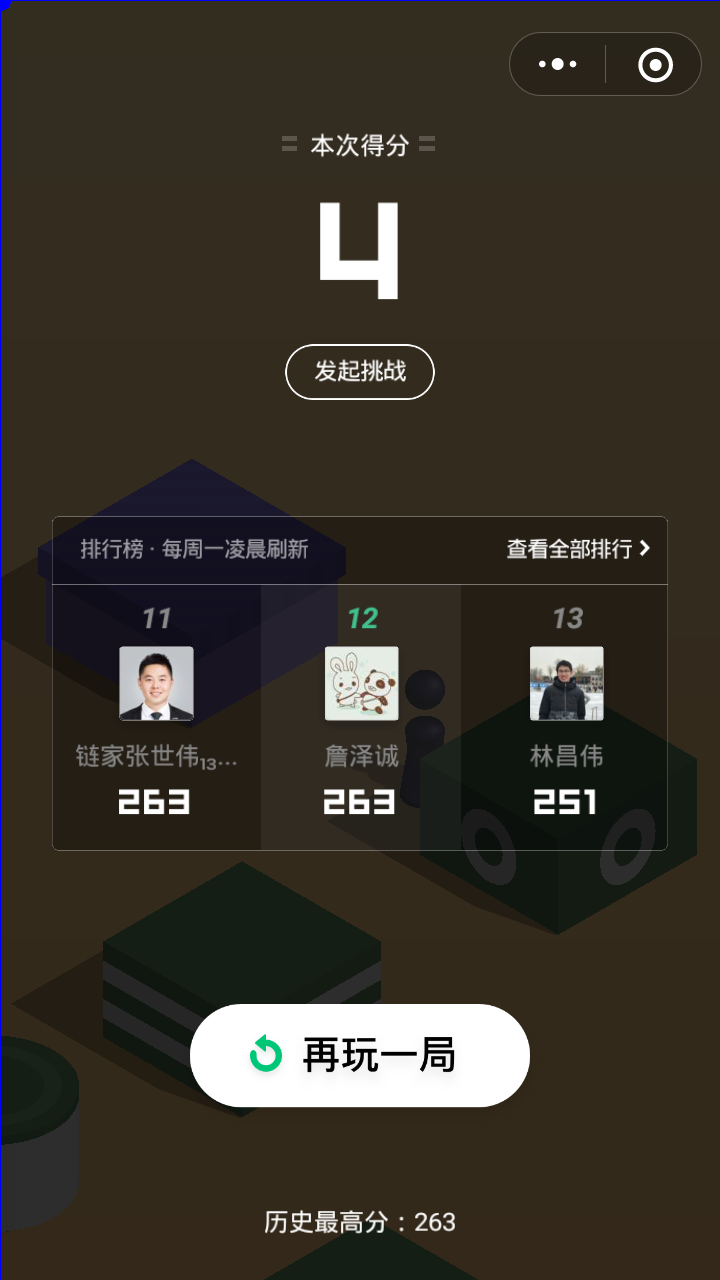 本次得分
4
发起挑战
排行榜 · 每周一凌晨刷新 查看全部排行
11 12 13
链家张世伟13... 詹泽诚 林昌伟
263 263 251
再玩一局
历史最高分：263